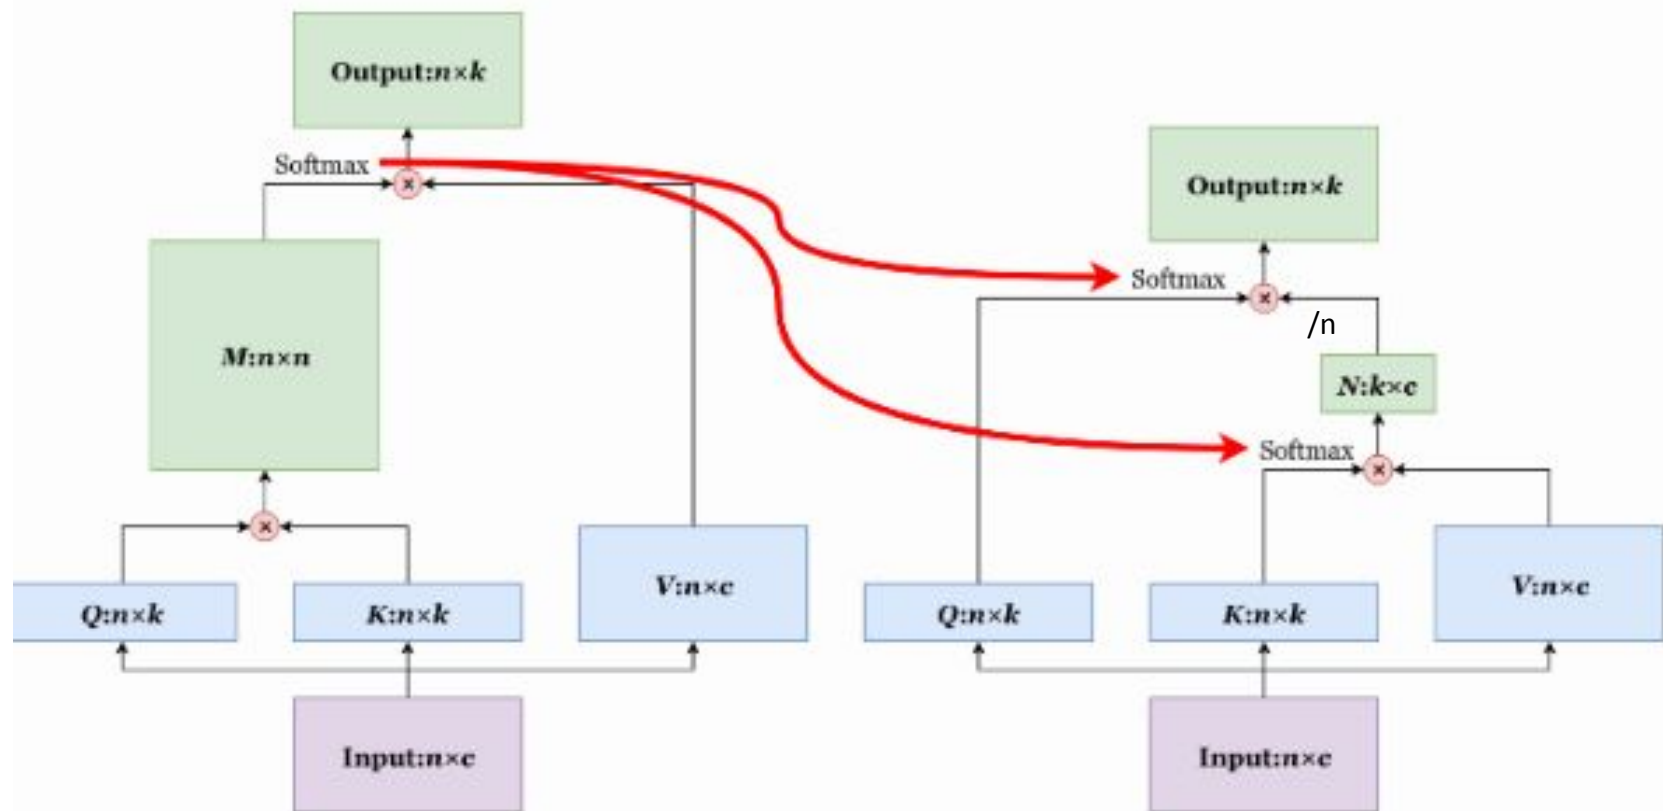 Output:n×k
Softmax
M:n×n
Q:n×k
K:n×k
V:n×c
Input:n×c
Output:n×k
Softmax
/n
N:k×c
Softmax
Q:n×k
K:n×k
V:n×c
Input:n×c